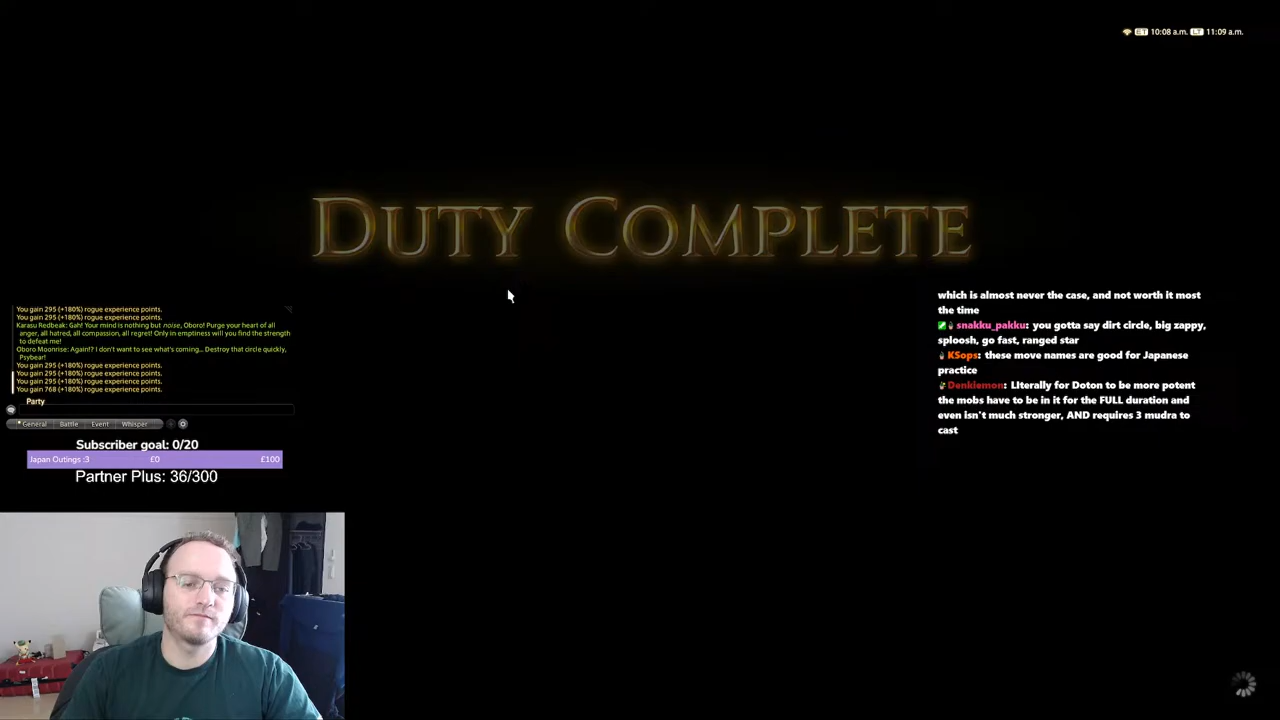 ET 10:08 a.m. LT 11:09 a.m.
DUTY COMPLETE
which is almost never the case, and not worth it most
the time
snakku_pakku: you gotta say dirt circle, big zappy,
sploosh, go fast, ranged star
KSops: these move names are good for Japanese
practice
Denkiemon: LIterally for Doton to be more potent
the mobs have to be in it for the FULL duration and
even isn't much stronger, AND requires 3 mudra to
cast
You gain 295 (+180%) rogue experience points.
You gain 295 (+180%) rogue experience points.
Karasu Redbeak: Gah! Your mind is nothing but noise, Oboro! Purge your heart of all
anger, all hatred, all compassion, all regret! Only in emptiness will you find the strength
to defeat me!
Oboro Moonrise: Again!? I don't want to see what's coming... Destroy that circle quickly,
Psybear!
You gain 295 (+180%) rogue experience points.
You gain 295 (+180%) rogue experience points.
You gain 295 (+180%) rogue experience points.
You gain 768 (+180%) rogue experience points.
Party
General Battle Event Whisper
Subscriber goal: 0/20
Japan Outings :3 £0 £100
Partner Plus: 36/300